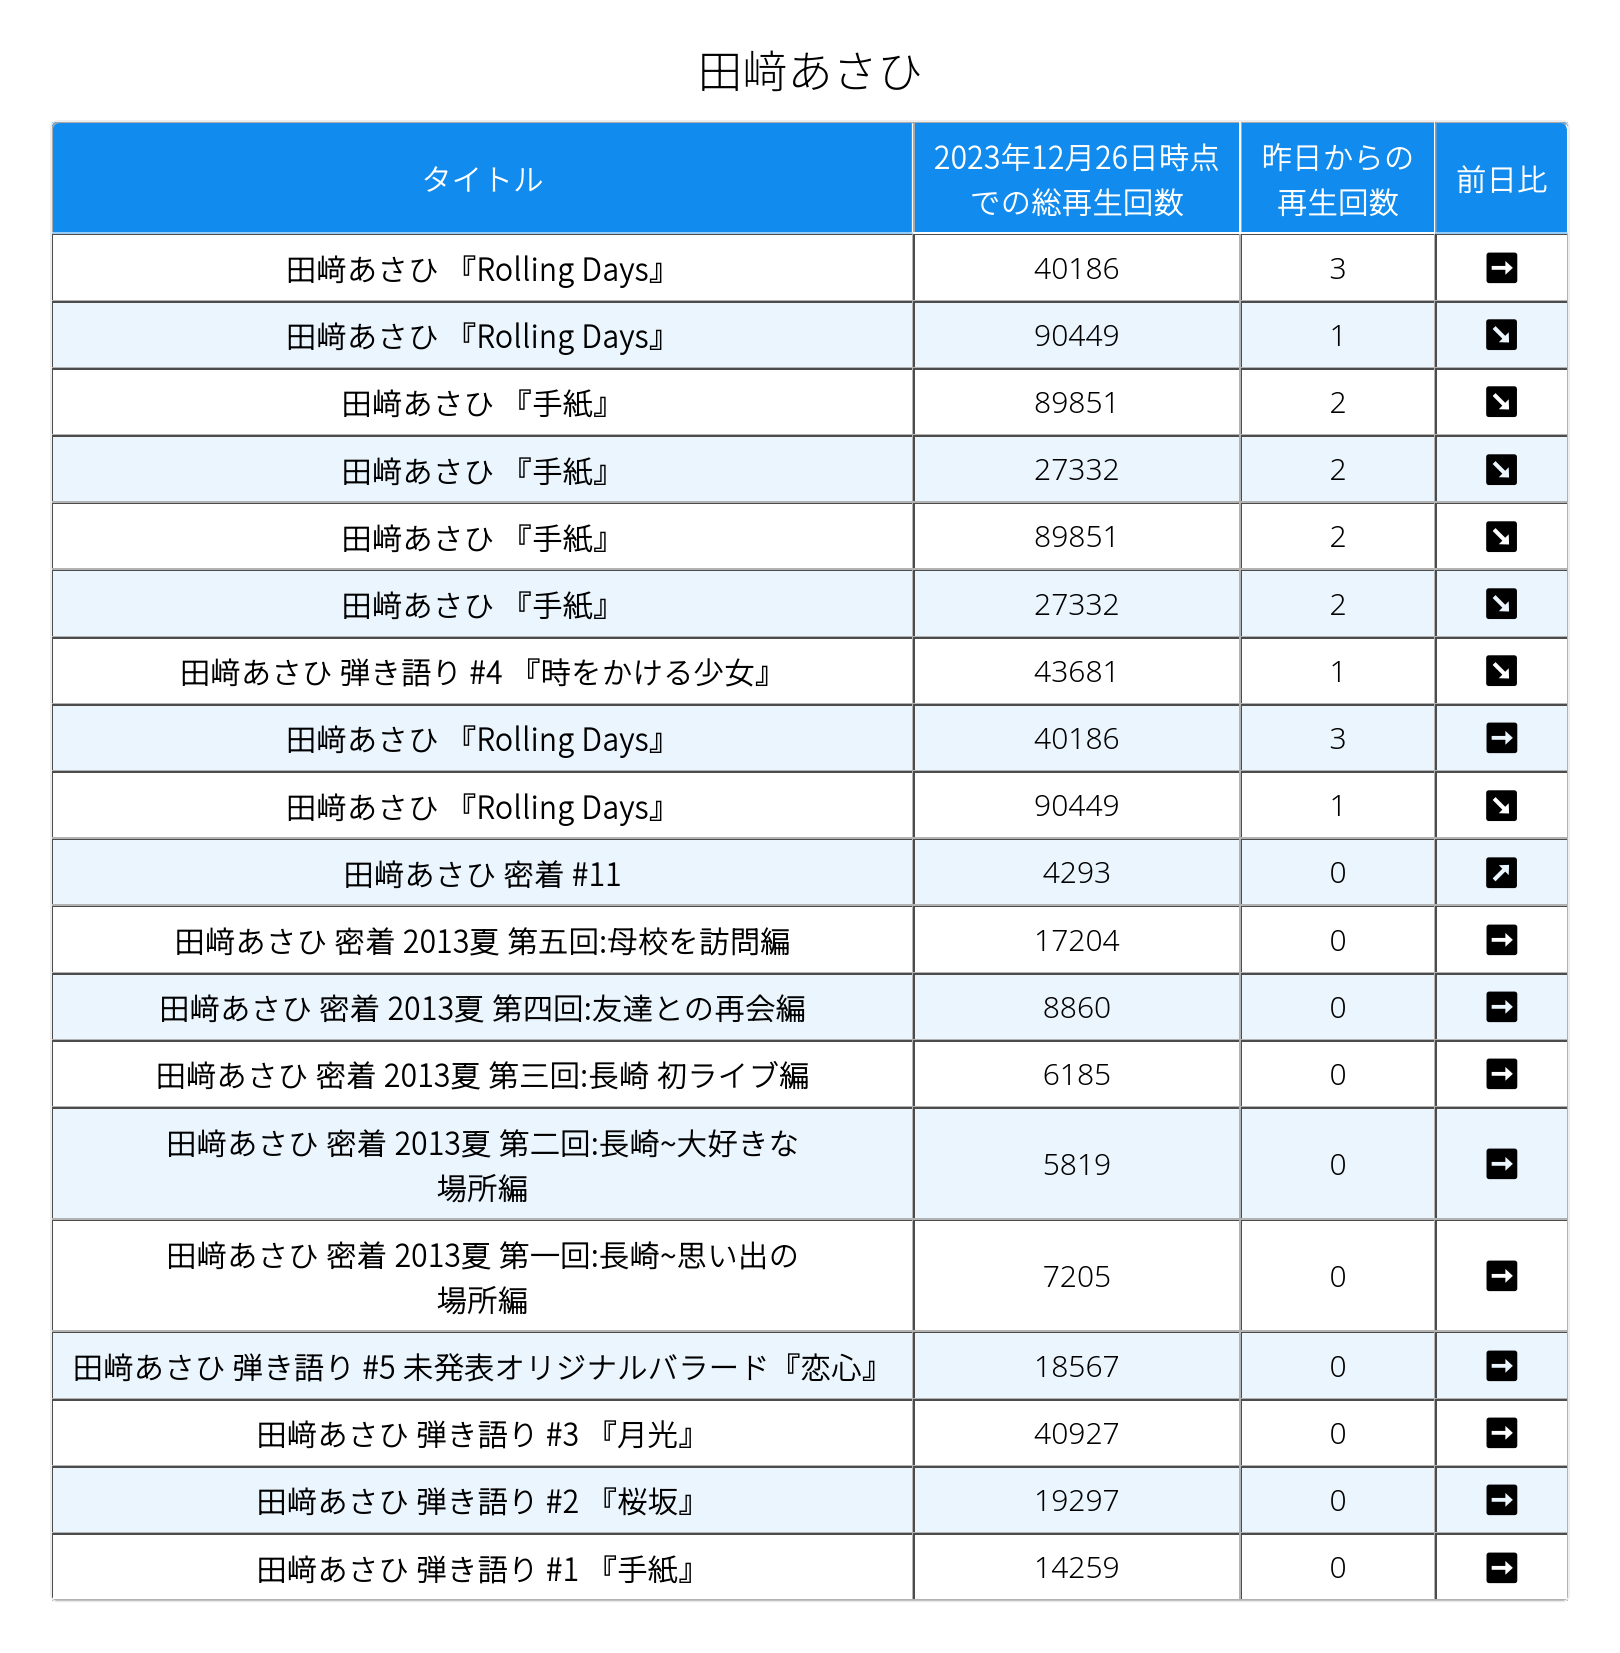 田﨑あさひ
タイトル
2023年12月26日時点
での総再生回数
昨日からの
再生回数
前日比
田﨑あさひ 『Rolling Days』 40186 3 ➡
田﨑あさひ 『Rolling Days』 90449 1 ↘
田﨑あさひ 『手紙』 89851 2 ↘
田﨑あさひ 『手紙』 27332 2 ↘
田﨑あさひ 『手紙』 89851 2 ↘
田﨑あさひ 『手紙』 27332 2 ↘
田﨑あさひ 弾き語り #4 『時をかける少女』 43681 1 ↘
田﨑あさひ 『Rolling Days』 40186 3 ➡
田﨑あさひ 『Rolling Days』 90449 1 ↘
田﨑あさひ 密着 #11 4293 0 ↗
田﨑あさひ 密着 2013夏 第五回:母校を訪問編 17204 0 ➡
田﨑あさひ 密着 2013夏 第四回:友達との再会編 8860 0 ➡
田﨑あさひ 密着 2013夏 第三回:長崎 初ライブ編 6185 0 ➡
田﨑あさひ 密着 2013夏 第二回:長崎~大好きな
場所編 5819 0 ➡
田﨑あさひ 密着 2013夏 第一回:長崎~思い出の
場所編 7205 0 ➡
田﨑あさひ 弾き語り #5 未発表オリジナルバラード『恋心』 18567 0 ➡
田﨑あさひ 弾き語り #3 『月光』 40927 0 ➡
田﨑あさひ 弾き語り #2 『桜坂』 19297 0 ➡
田﨑あさひ 弾き語り #1 『手紙』 14259 0 ➡